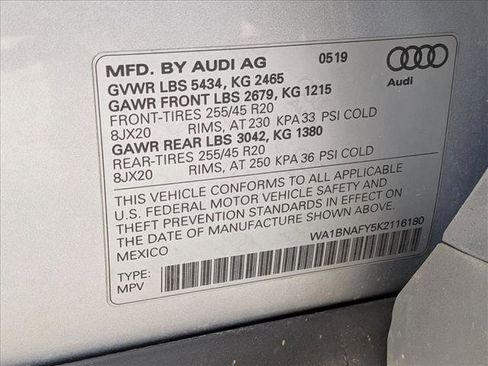 MFD. BY AUDI AG 0519
GVWR LBS 5434, KG 2465
GAWR FRONT LBS 2679, KG 1215
FRONT-TIRES 255/45 R20
8JX20 RIMS, AT 230 KPA 33 PSI COLD
GAWR REAR LBS 3042, KG 1380
REAR-TIRES 255/45 R20
8JX20 RIMS, AT 250 KPA 36 PSI COLD
Audi
THIS VEHICLE CONFORMS TO ALL APPLICABLE
U.S. FEDERAL MOTOR VEHICLE SAFETY AND
THEFT PREVENTION STANDARDS IN EFFECT ON
THE DATE OF MANUFACTURE SHOWN ABOVE.
MEXICO
WA1BNAFY5K2116180
TYPE:
MPV